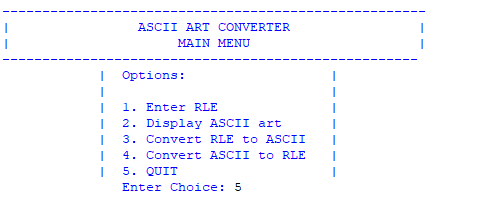 -----------------------------------------------------
| ASCII ART CONVERTER |
| MAIN MENU |
----------------------------------------------------
| Options: |
| |
| 1. Enter RLE |
| 2. Display ASCII art |
| 3. Convert RLE to ASCII |
| 4. Convert ASCII to RLE |
| 5. QUIT |
Enter Choice: 5